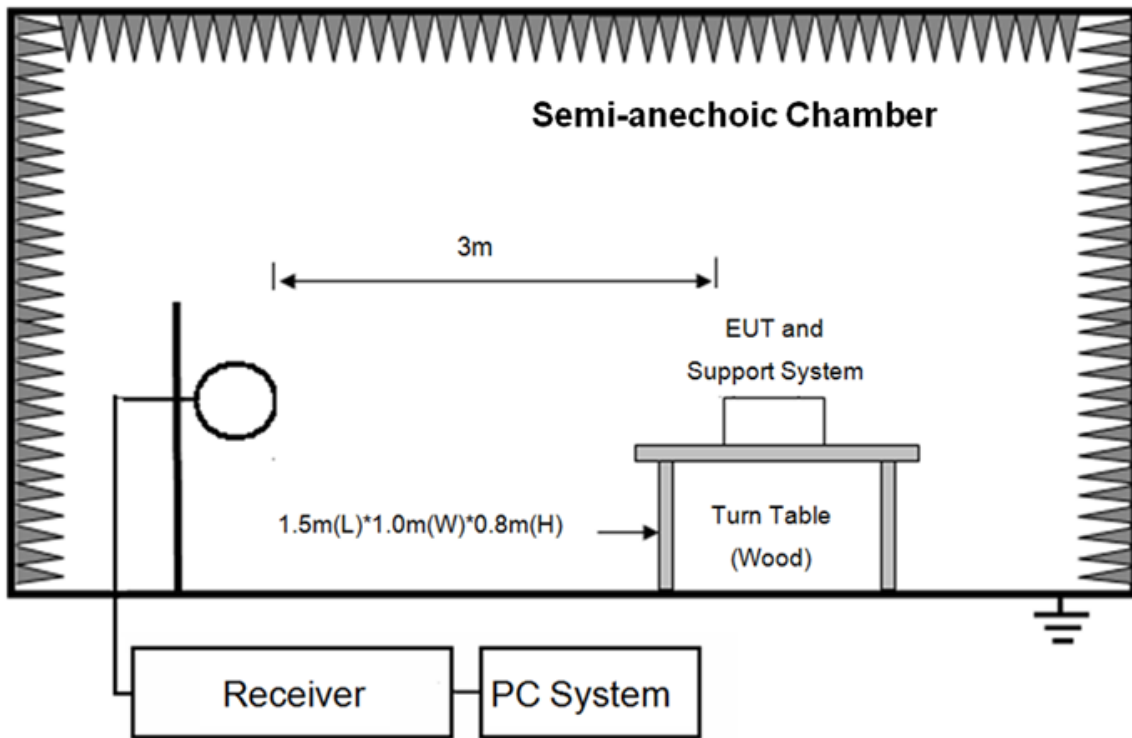 Semi-anechoic Chamber
3m
EUT and
Support System
1.5m(L)*1.0m(W)*0.8m(H)
Turn Table
(Wood)
Receiver
PC System